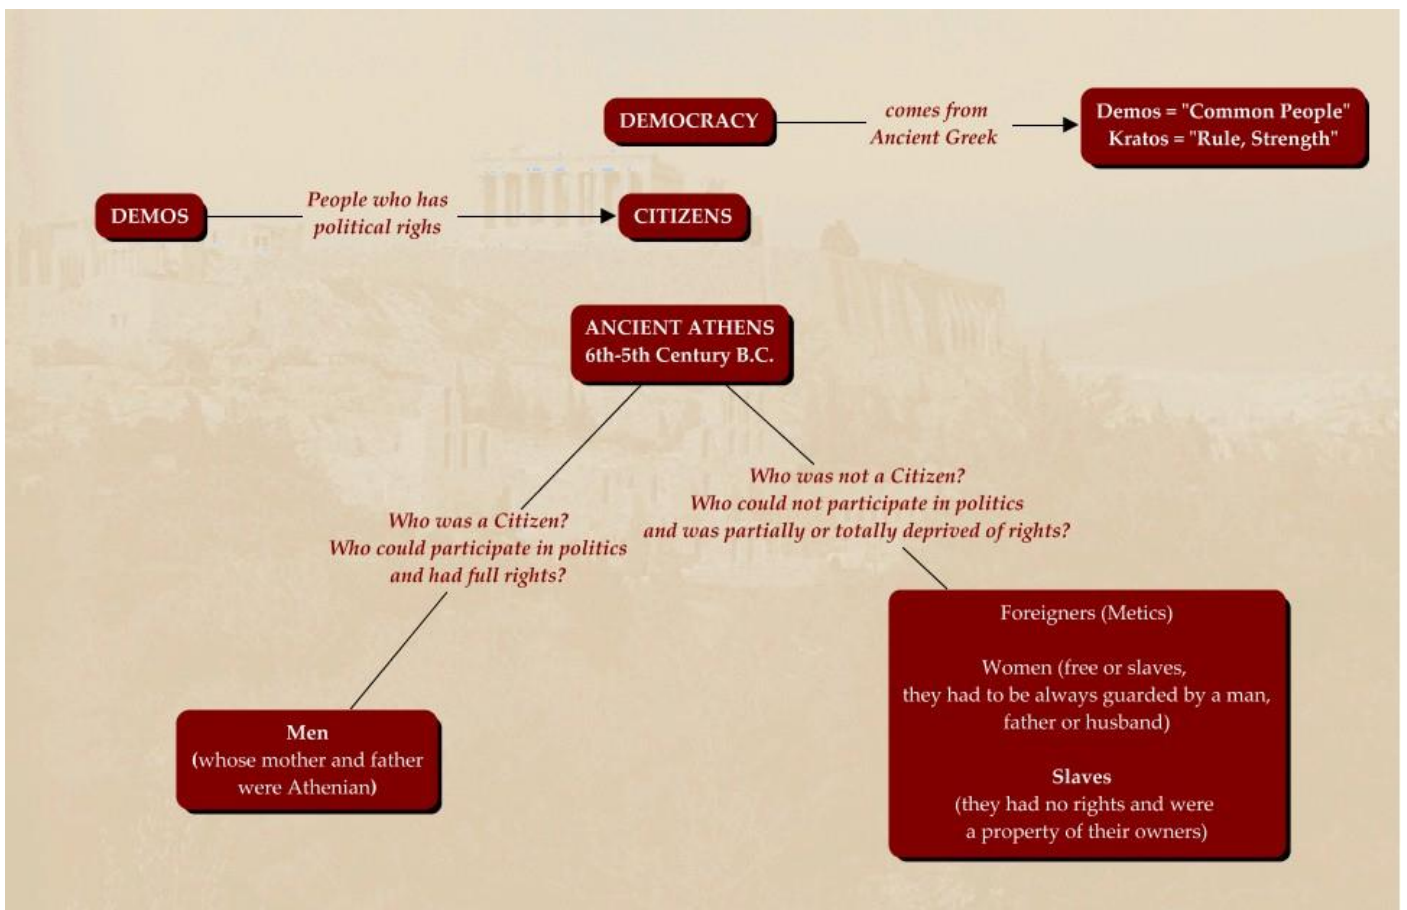 DEMOCRACY
comes from
Ancient Greek
Demos = "Common People"
Kratos = "Rule, Strength"
DEMOS
People who has
political righs
CITIZENS
ANCIENT ATHENS
6th-5th Century B.C.
Who was a Citizen?
Who could participate in politics
and had full rights?
Men
(whose mother and father
were Athenian)
Who was not a Citizen?
Who could not participate in politics
and was partially or totally deprived of rights?
Foreigners (Metics)
Women (free or slaves,
they had to be always guarded by a man,
father or husband)
Slaves
(they had no rights and were
a property of their owners)